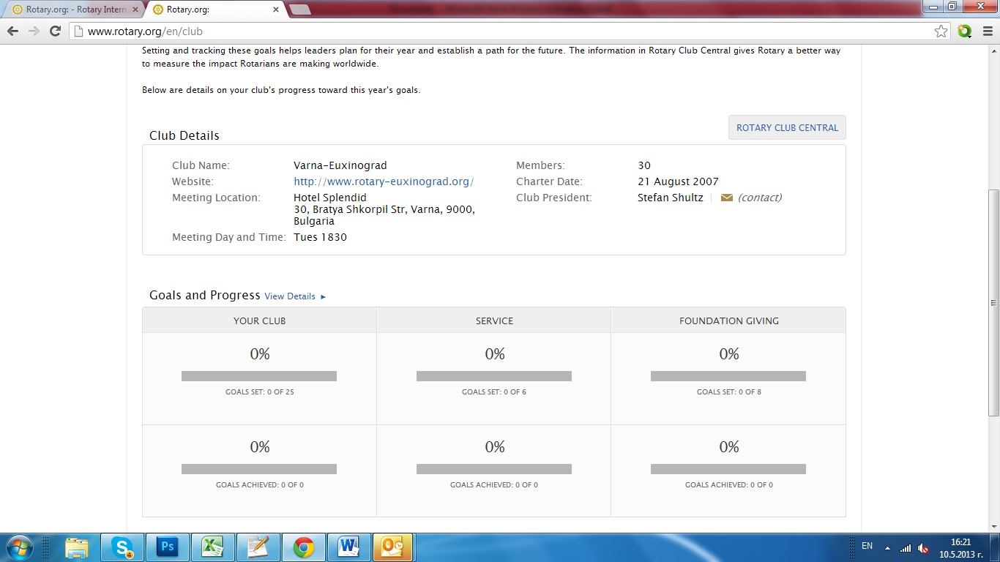 Rotary.org: - Rotary Intern
Rotary.org:
www.rotary.org/en/club
Setting and tracking these goals helps leaders plan for their year and establish a path for the future. The information in Rotary Club Central gives Rotary a better way
to measure the impact Rotarians are making worldwide.
Below are details on your club's progress toward this year's goals.
ROTARY CLUB CENTRAL
Club Details
Club Name: Varna-Euxinograd Members: 30
Website: http://www.rotary-euxinograd.org/ Charter Date: 21 August 2007
Meeting Location: Hotel Splendid Club President: Stefan Shultz (contact)
30, Bratya Shkorpil Str, Varna, 9000,
Bulgaria
Meeting Day and Time: Tues 1830
Goals and Progress View Details
YOUR CLUB SERVICE FOUNDATION GIVING
0% 0% 0%
GOALS SET: 0 OF 25 GOALS SET: 0 OF 6 GOALS SET: 0 OF 8
0% 0% 0%
GOALS ACHIEVED: 0 OF 0 GOALS ACHIEVED: 0 OF 0 GOALS ACHIEVED: 0 OF 0
4
Ps
EN
16:21
10.5.2013 г.